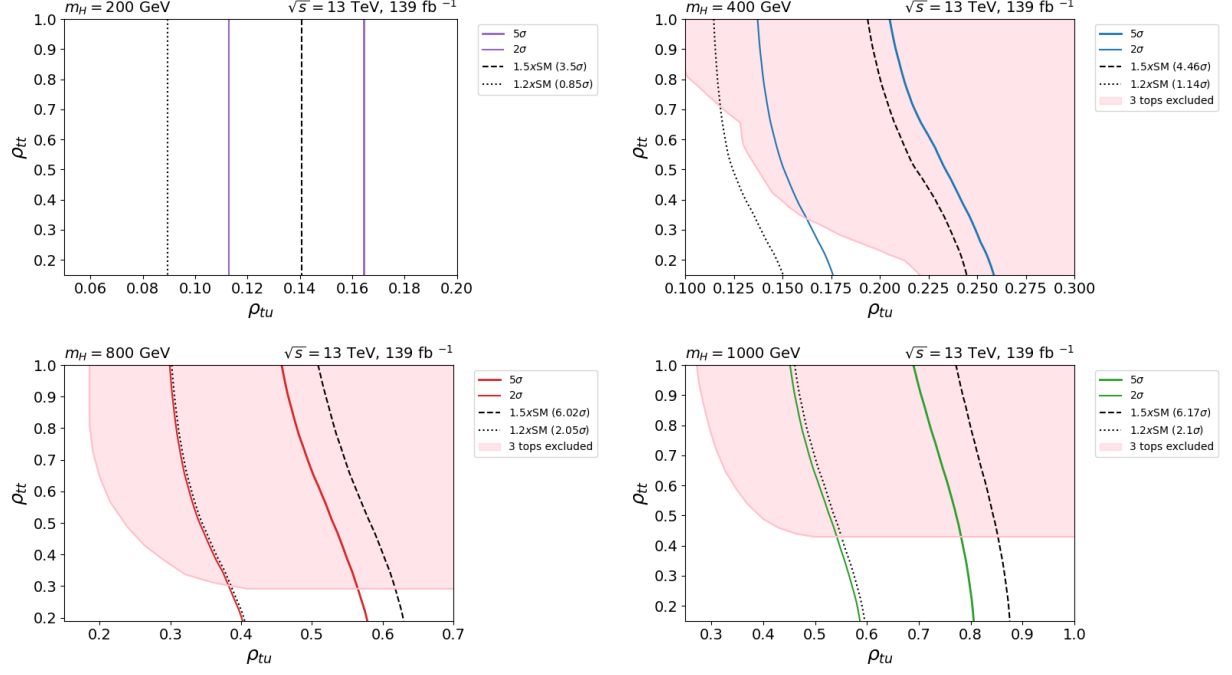 m_H = 200 GeV √s = 13 TeV, 139 fb ⁻¹
1.0
0.9
0.8
0.7
0.6
0.5
0.4
0.3
0.2
ρ_tt
0.06 0.08 0.10 0.12 0.14 0.16 0.18 0.20
ρ_tu
5σ
2σ
1.5xSM (3.5σ)
1.2xSM (0.85σ)
m_H = 400 GeV √s = 13 TeV, 139 fb ⁻¹
1.0
0.9
0.8
0.7
0.6
0.5
0.4
0.3
0.2
ρ_tt
0.100 0.125 0.150 0.175 0.200 0.225 0.250 0.275 0.300
ρ_tu
5σ
2σ
1.5xSM (4.46σ)
1.2xSM (1.14σ)
3 tops excluded
m_H = 800 GeV √s = 13 TeV, 139 fb ⁻¹
1.0
0.9
0.8
0.7
0.6
0.5
0.4
0.3
0.2
ρ_tt
0.2 0.3 0.4 0.5 0.6 0.7
ρ_tu
5σ
2σ
1.5xSM (6.02σ)
1.2xSM (2.05σ)
3 tops excluded
m_H = 1000 GeV √s = 13 TeV, 139 fb ⁻¹
1.0
0.9
0.8
0.7
0.6
0.5
0.4
0.3
0.2
ρ_tt
0.3 0.4 0.5 0.6 0.7 0.8 0.9 1.0
ρ_tu
5σ
2σ
1.5xSM (6.17σ)
1.2xSM (2.1σ)
3 tops excluded